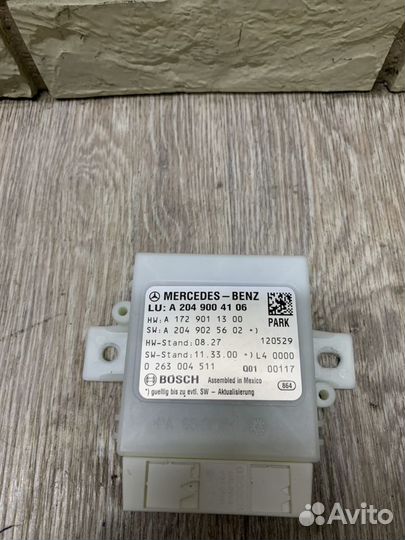 MERCEDES-BENZ
LU: A 204 900 41 06
HW: A 172 901 13 00 PARK
SW: A 204 902 56 02 *)
HW-Stand: 08.27 120529
SW-Stand: 11.33.00 *) L4 0000
0 263 004 511 Q01 00117
BOSCH Assembled in Mexico 864
*) gueltig bis zu evtl. SW - Aktualisierung
Avito